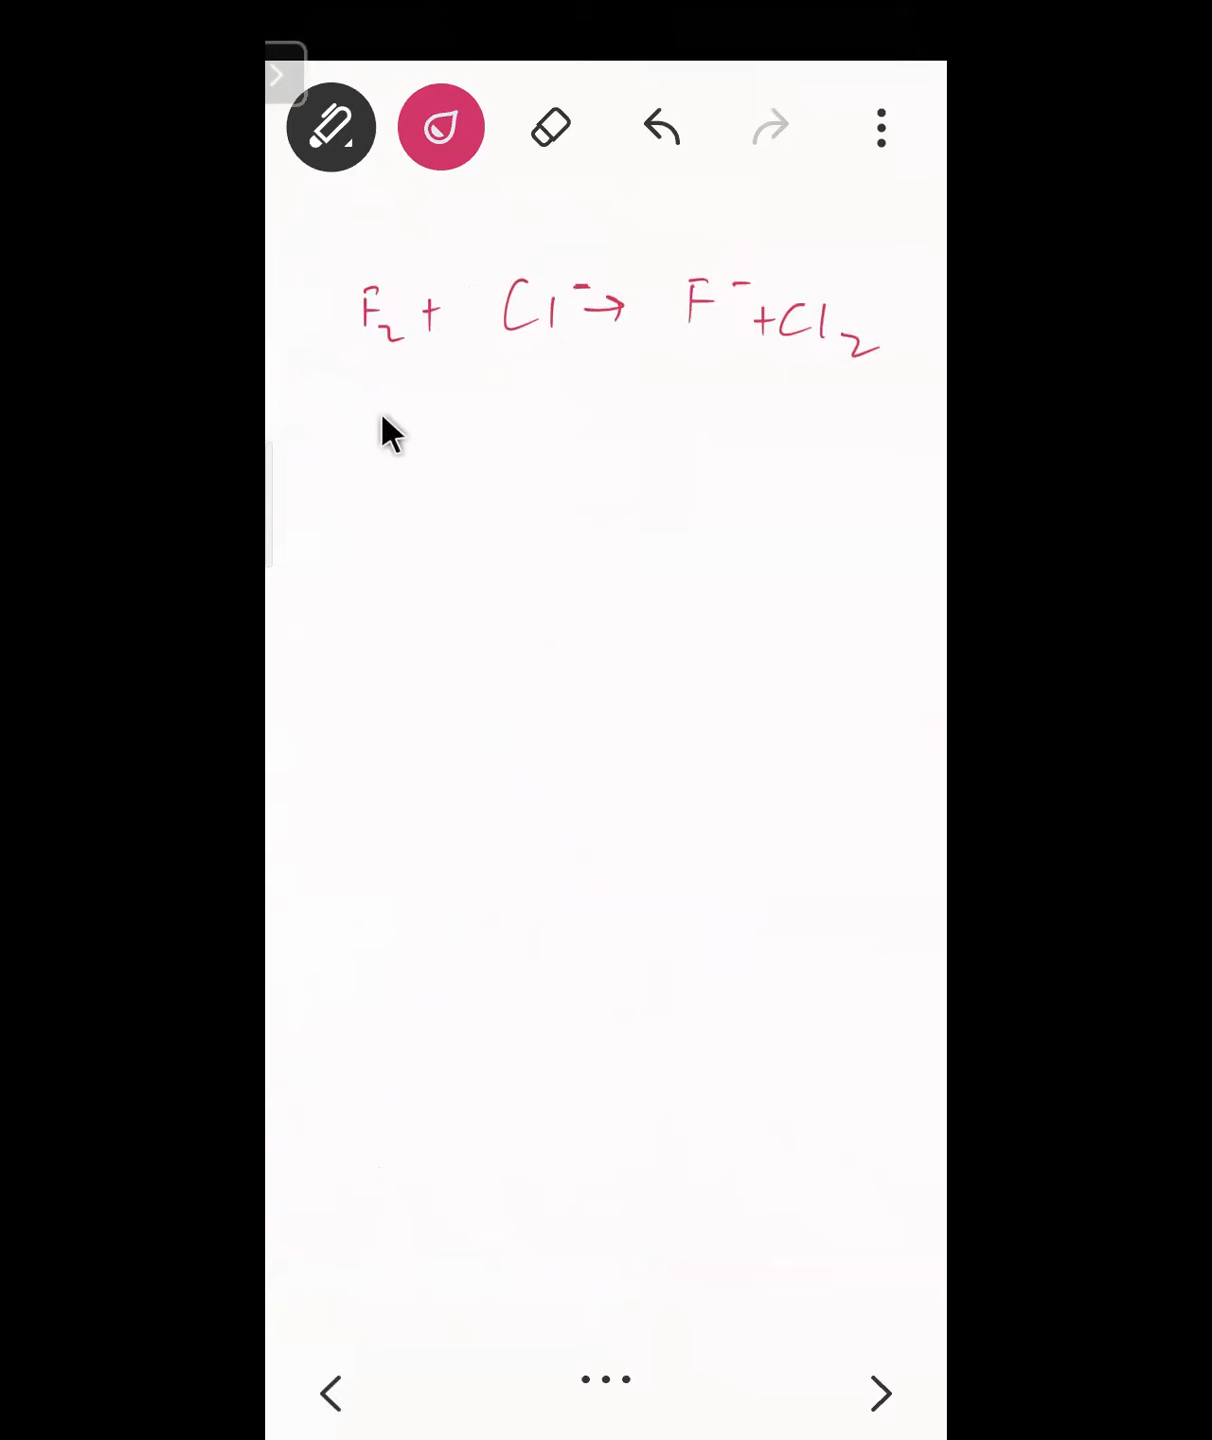 F₂ + Cl⁻ → F⁻ + Cl₂